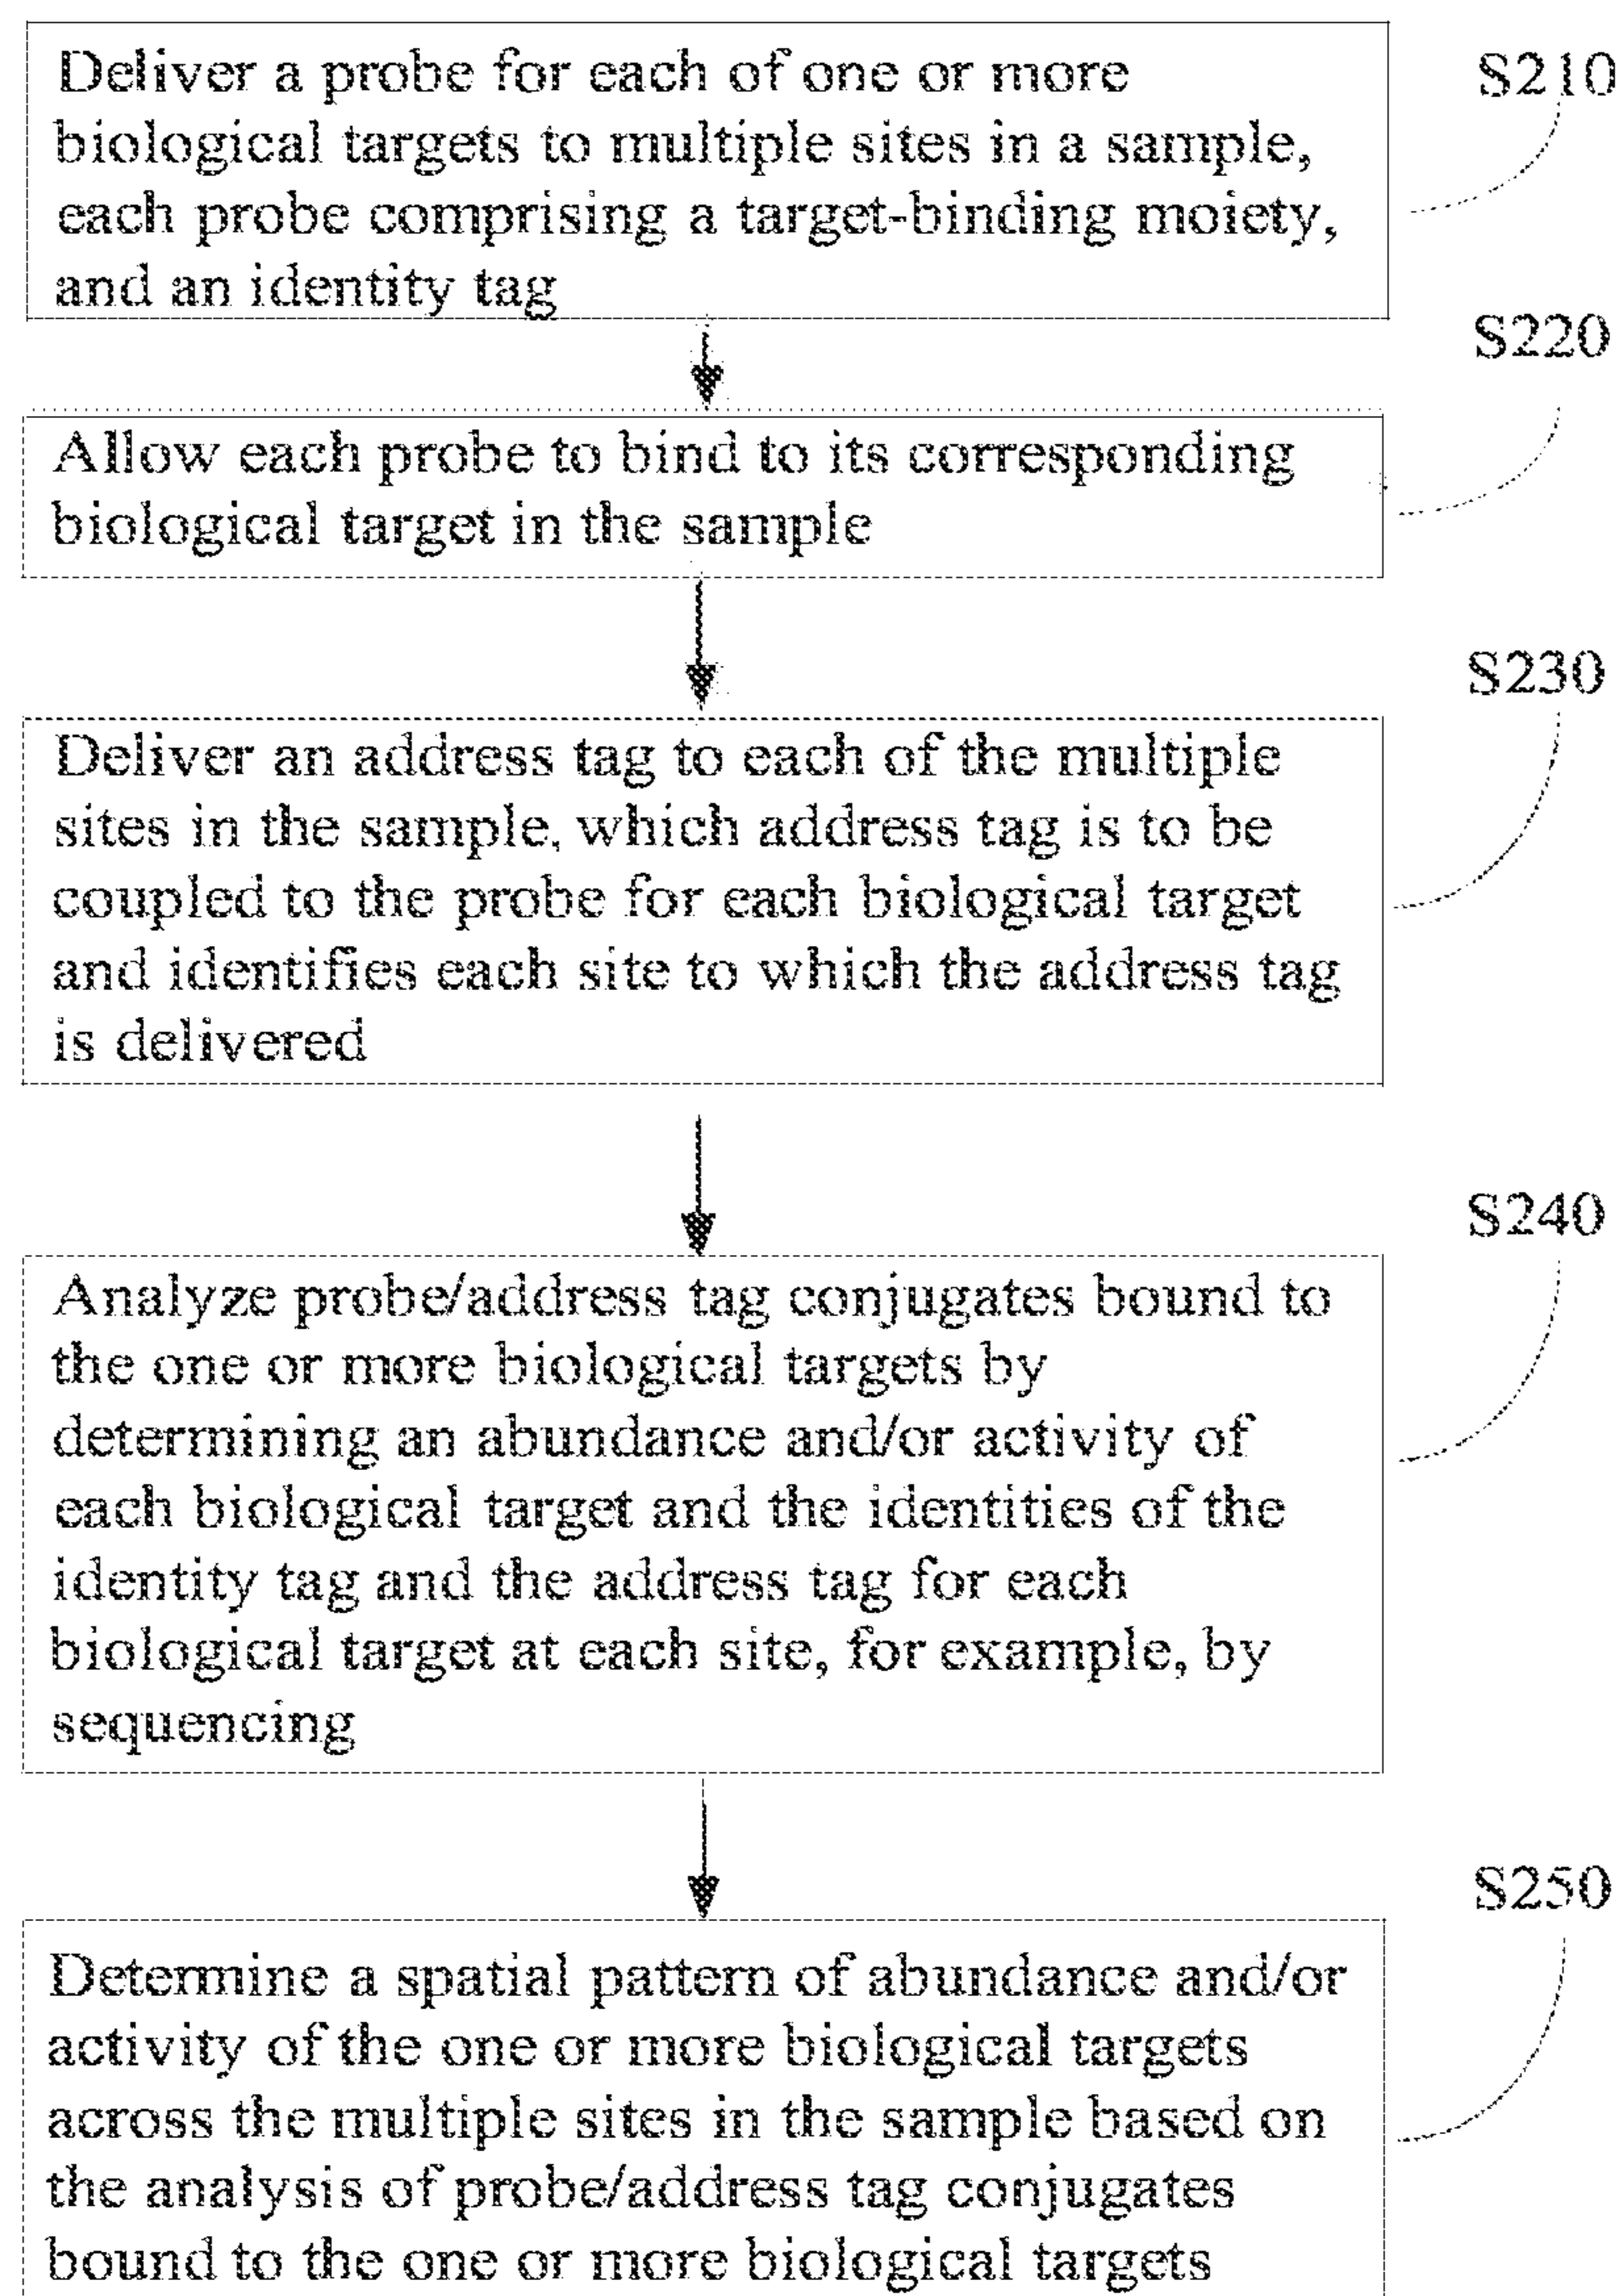 Deliver a probe for each of one or more
biological targets to multiple sites in a sample,
each probe comprising a target-binding moiety,
and an identity tag
S210
Allow each probe to bind to its corresponding
biological target in the sample
S220
Deliver an address tag to each of the multiple
sites in the sample, which address tag is to be
coupled to the probe for each biological target
and identifies each site to which the address tag
is delivered
S230
Analyze probe/address tag conjugates bound to
the one or more biological targets by
determining an abundance and/or activity of
each biological target and the identities of the
identity tag and the address tag for each
biological target at each site, for example, by
sequencing
S240
Determine a spatial pattern of abundance and/or
activity of the one or more biological targets
across the multiple sites in the sample based on
the analysis of probe/address tag conjugates
bound to the one or more biological targets
S250